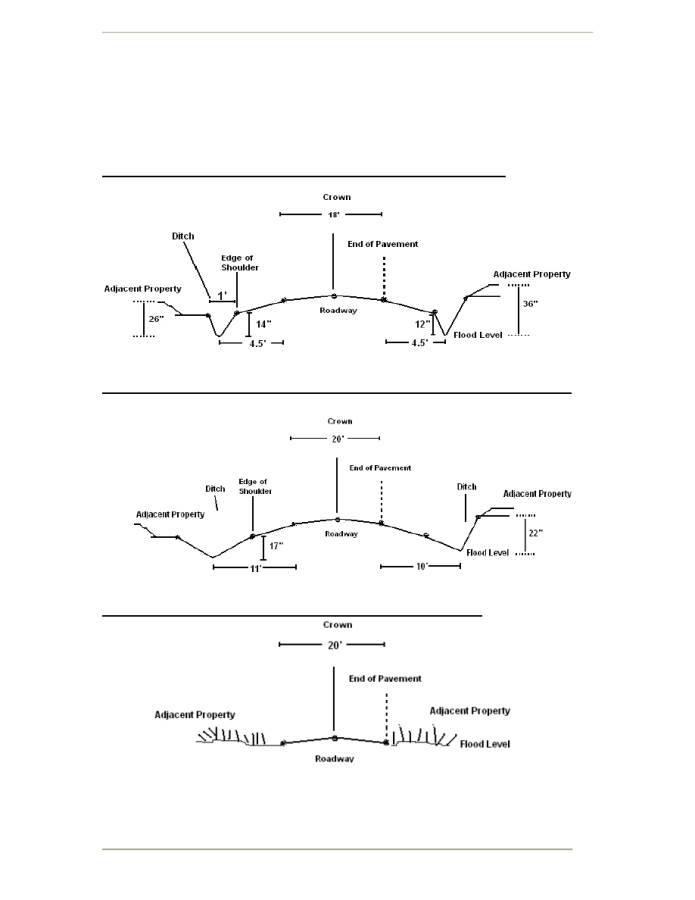 Crown
18'
Ditch
End of Pavement
Edge of
Shoulder
Adjacent Property
Adjacent Property
1'
36"
Roadway
26"
14"
12"
Flood Level
4.5'
4.5'
Crown
20'
End of Pavement
Edge of
Shoulder
Ditch
Ditch
Adjacent Property
Adjacent Property
Roadway
22"
17"
Flood Level
11'
10'
Crown
20'
End of Pavement
Adjacent Property
Adjacent Property
Flood Level
Roadway